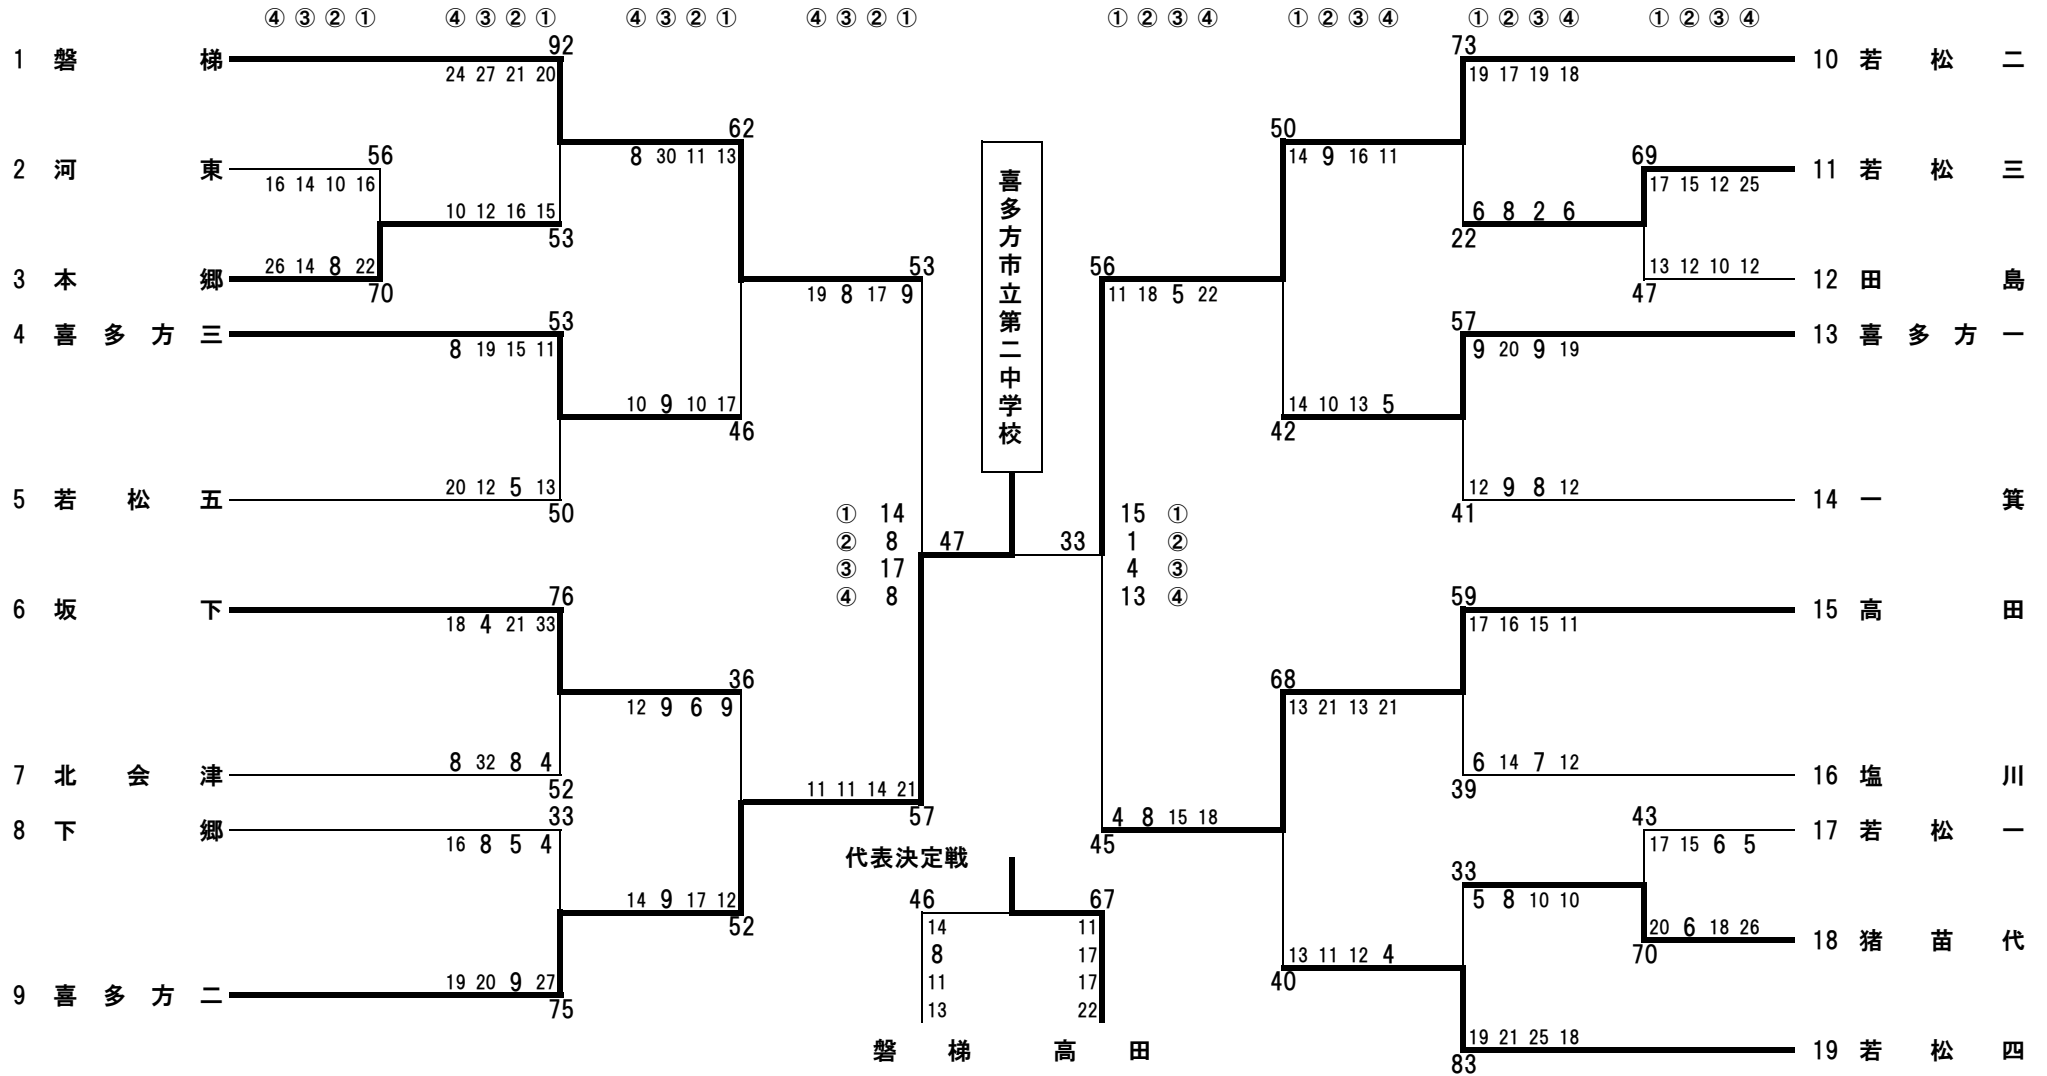 ④ ③ ② ① ④ ③ ② ① ④ ③ ② ① ④ ③ ② ① ① ② ③ ④ ① ② ③ ④ ① ② ③ ④ ① ② ③ ④
92 73
1 磐梯 10 若松二
24 27 21 20 19 17 19 18
62 50
56 8 30 11 13 14 9 16 11 69
2 河東 11 若松三
16 14 10 16 17 15 12 25
10 12 16 15 6 8 2 6
53 22
26 14 8 22 53 56 13 12 10 12
3 本郷 12 田島
70 19 8 17 9 11 18 5 22 47
喜多方市立第二中学校
53 57
4 喜多方三 13 喜多方一
8 19 15 11 9 20 9 19
10 9 10 17 14 10 13 5
46 42
20 12 5 13 12 9 8 12
5 若松五 14 一箕
50 41
① 14 15 ①
② 8 47 33 1 ②
③ 17 4 ③
④ 8 13 ④
76 59
6 坂下 15 高田
18 4 21 33 17 16 15 11
36 68
12 9 6 9 13 21 13 21
8 32 8 4 6 14 7 12
7 北会津 16 塩川
52 39
11 11 14 21
33 57 4 8 15 18 43
8 下郷 17 若松一
16 8 5 4 45 17 15 6 5
代表決定戦
33
14 9 17 12 46 67 5 8 10 10
52 14 11 20 6 18 26
18 猪苗代
8 17 70
13 11 12 4
19 20 9 27 11 17 40
9 喜多方二
75 13 22
19 21 25 18
磐梯 高田 19 若松四
83